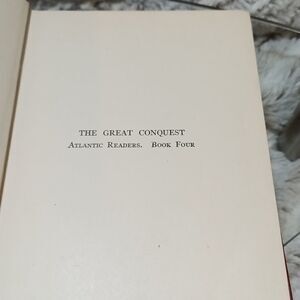 THE GREAT CONQUEST
Atlantic Readers. Book Four